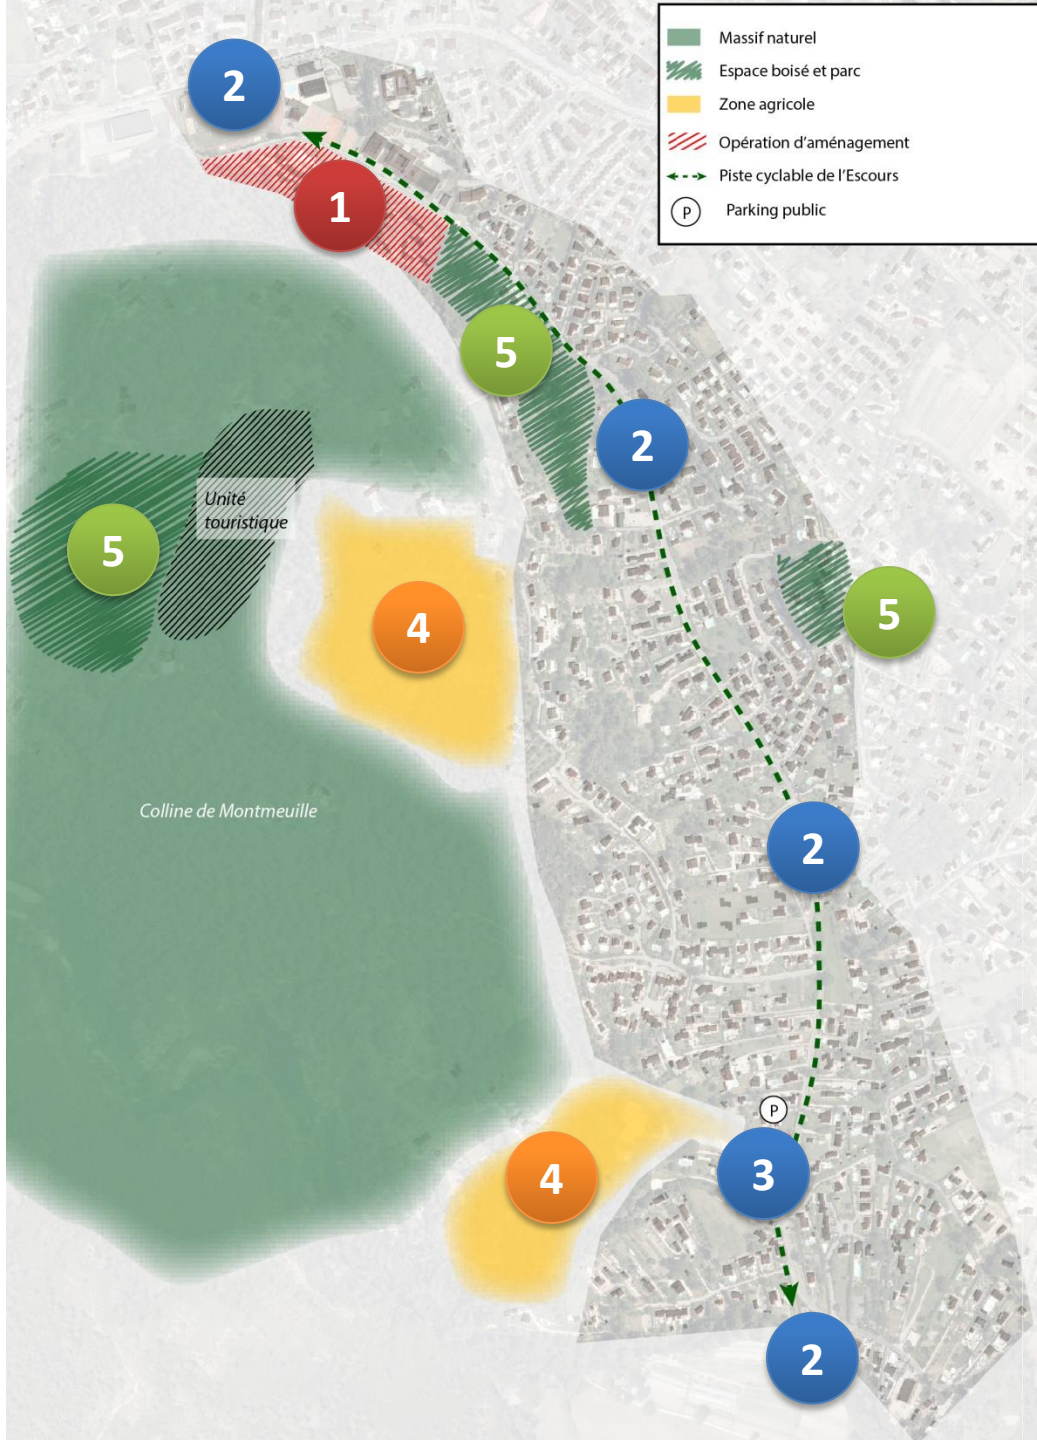 Massif naturel
Espace boisé et parc
Zone agricole
Opération d'aménagement
Piste cyclable de l'Escours
P Parking public
2
1
5
2
Unité
touristique
5
5
4
Colline de Montmeuille
2
P
3
4
2